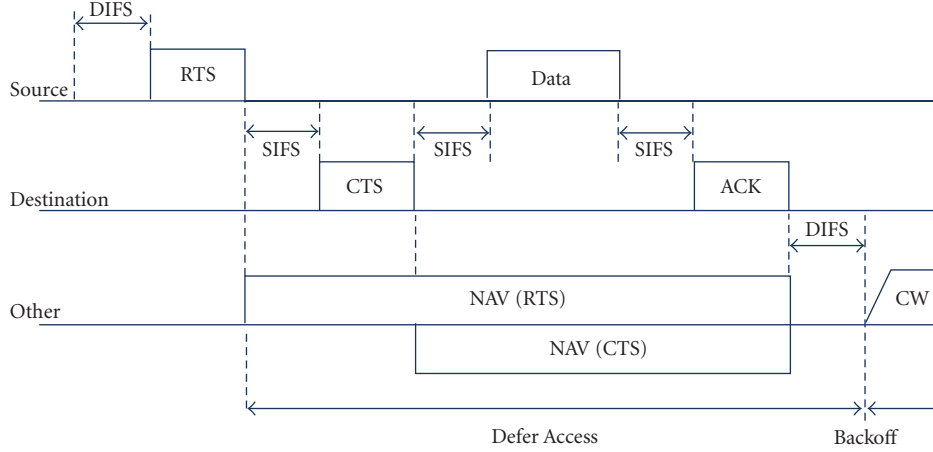 DIFS
RTS
Data
Source
SIFS
SIFS
SIFS
CTS
ACK
Destination
DIFS
NAV (RTS)
CW
Other
NAV (CTS)
Defer Access
Backoff